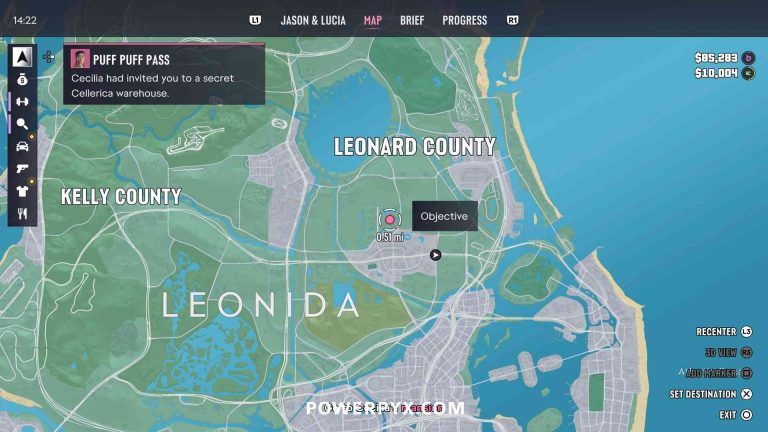 14:22
L1 JASON & LUCIA MAP BRIEF PROGRESS R1
PUFF PUFF PASS
Cecilia had invited you to a secret
Cellerica warehouse.
$85,283
$10,004
LEONARD COUNTY
KELLY COUNTY
Objective
0.51 mi
LEONIDA
RECENTER L3
3D VIEW R3
ADD MARKER
SET DESTINATION
EXIT
POWERPYX.COM